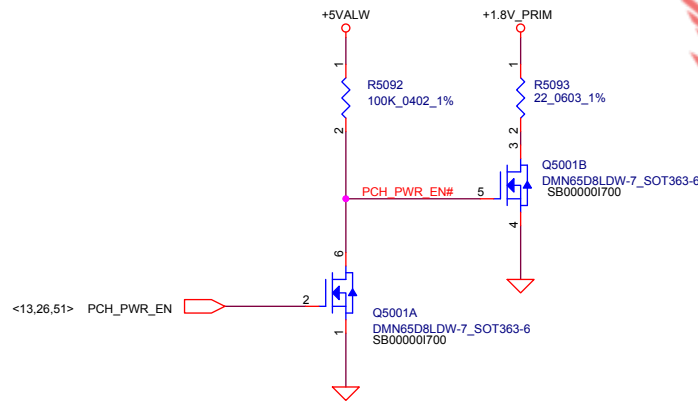 +5VALW
+1.8V_PRIM
1
R5092
100K_0402_1%
2
1
R5093
22_0603_1%
2
3
Q5001B
DMN65D8LDW-7_SOT363-6
SB00000I700
PCH_PWR_EN#
5
4
6
<13,26,51>
PCH_PWR_EN
2
Q5001A
DMN65D8LDW-7_SOT363-6
SB00000I700
1